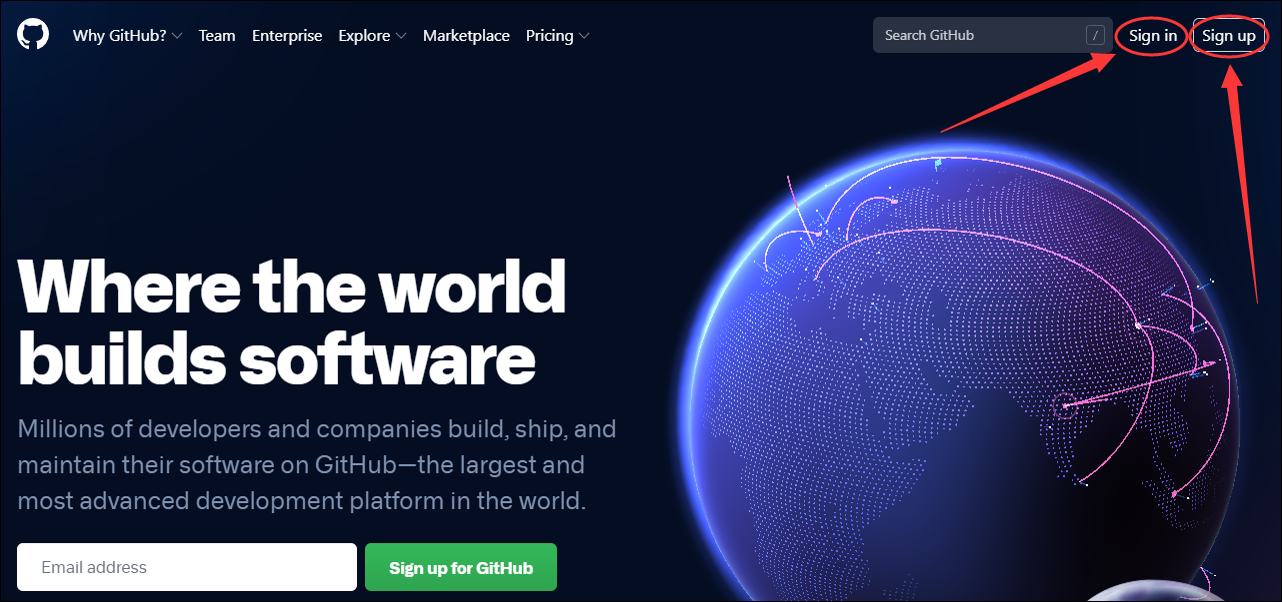 Why GitHub? Team Enterprise Explore Marketplace Pricing Search GitHub / Sign in Sign up
Where the world
builds software
Millions of developers and companies build, ship, and
maintain their software on GitHub—the largest and
most advanced development platform in the world.
Email address Sign up for GitHub